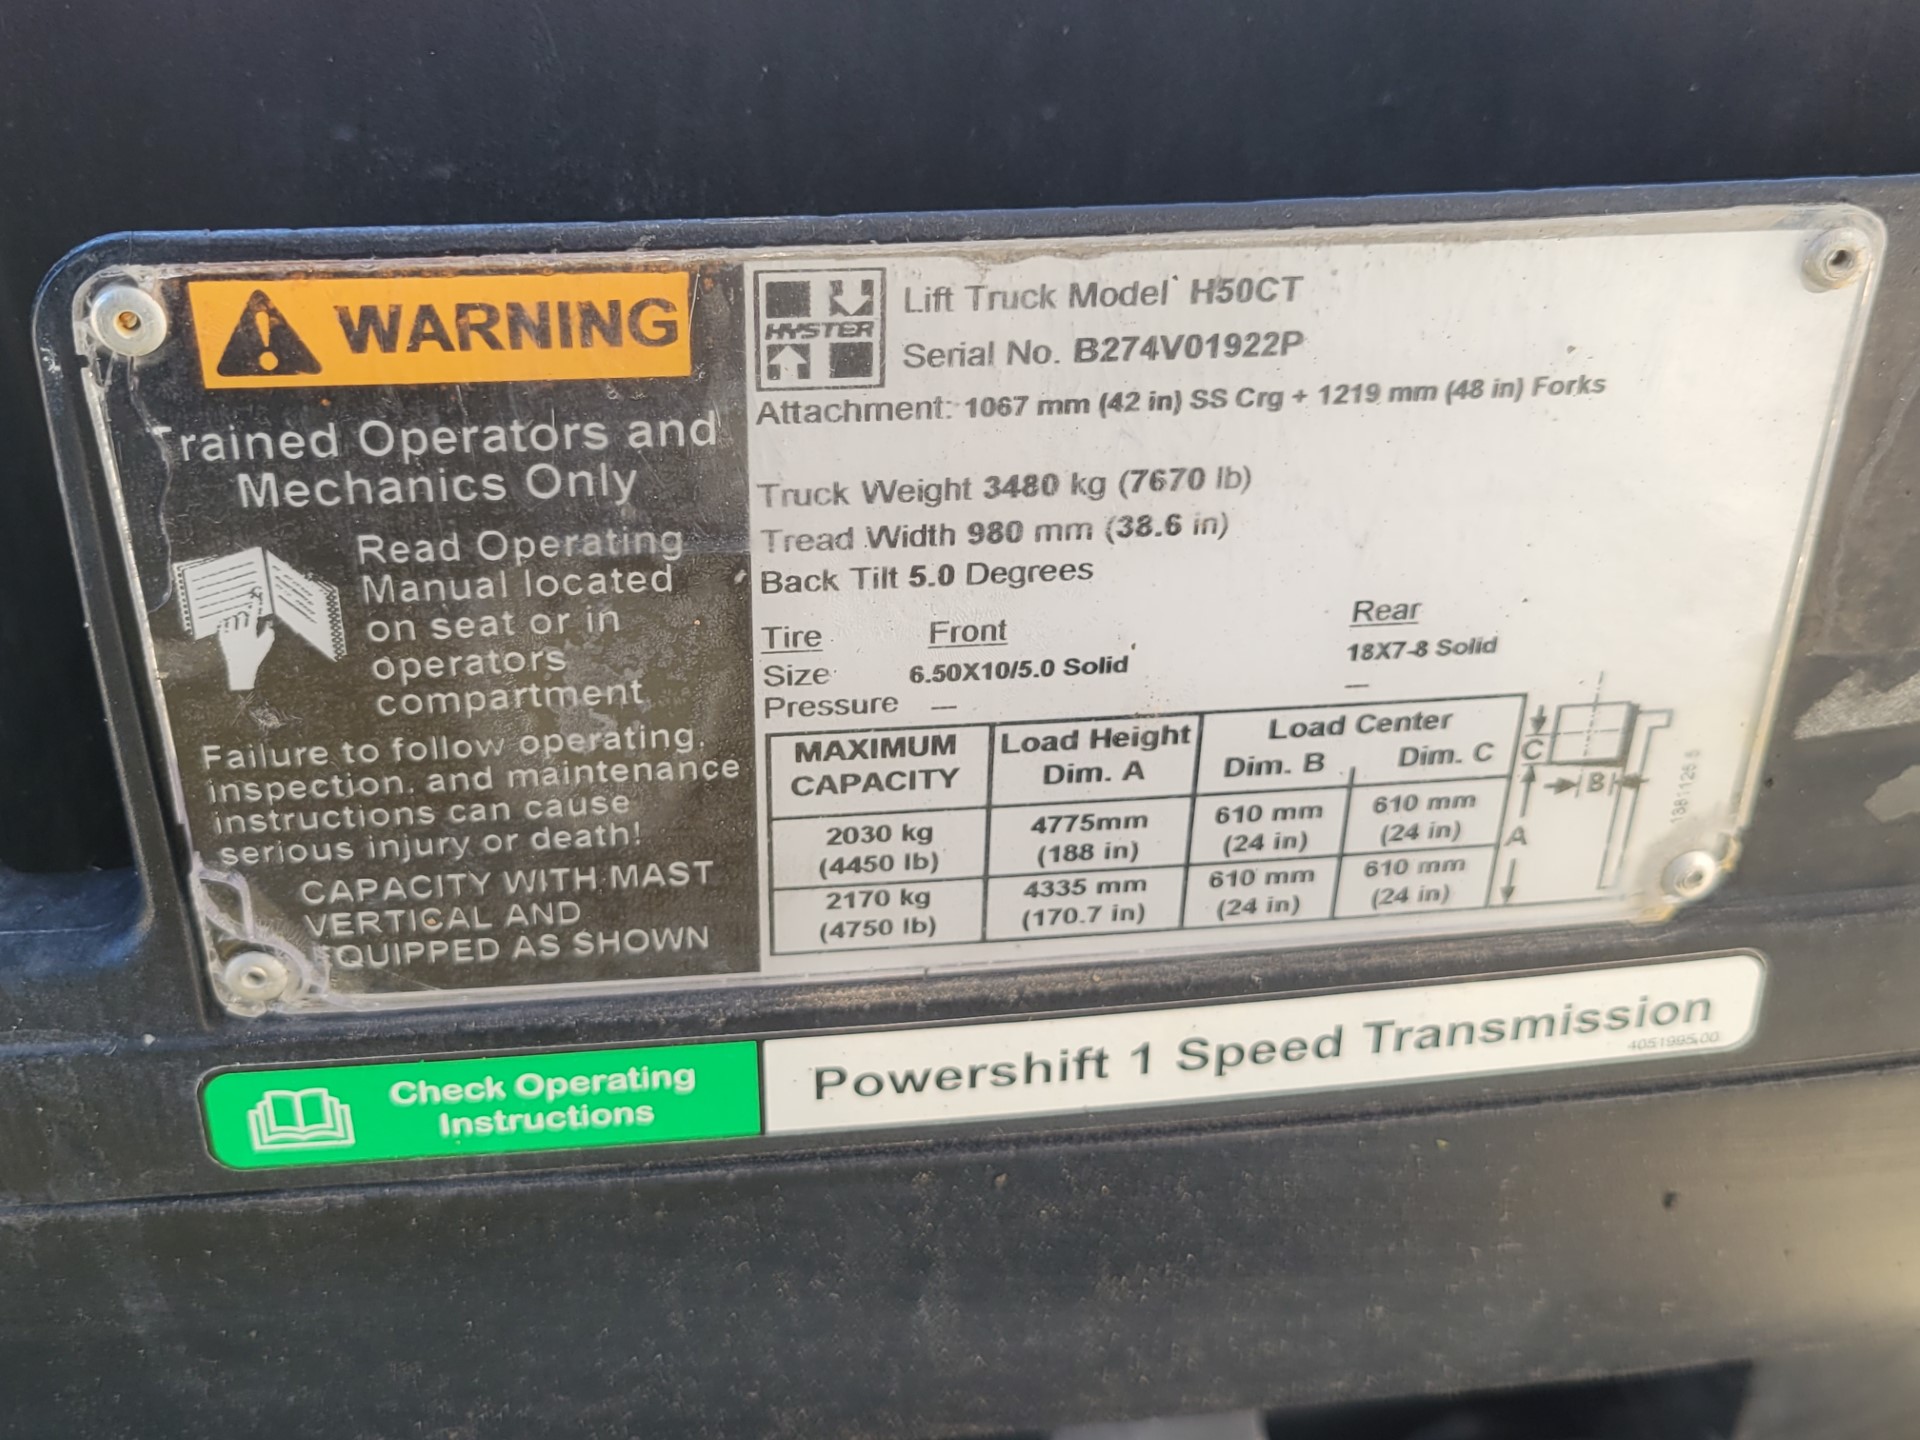 WARNING
Trained Operators and
Mechanics Only
Read Operating
Manual located
on seat or in
operators
compartment
Failure to follow operating,
inspection, and maintenance
instructions can cause
serious injury or death!
CAPACITY WITH MAST
VERTICAL AND
EQUIPPED AS SHOWN
HYSTER
Lift Truck Model H50CT
Serial No. B274V01922P
Attachment: 1067 mm (42 in) SS Crg + 1219 mm (48 in) Forks
Truck Weight 3480 kg (7670 lb)
Tread Width 980 mm (38.6 in)
Back Tilt 5.0 Degrees
Tire Front Rear
Size 6.50X10/5.0 Solid 18X7-8 Solid
Pressure — —
MAXIMUM CAPACITY Load Height Dim. A Load Center Dim. B Dim. C
2030 kg (4450 lb) 4775mm (188 in) 610 mm (24 in) 610 mm (24 in)
2170 kg (4750 lb) 4335 mm (170.7 in) 610 mm (24 in) 610 mm (24 in)
C
B
A
Check Operating
Instructions
Powershift 1 Speed Transmission
4051995,00